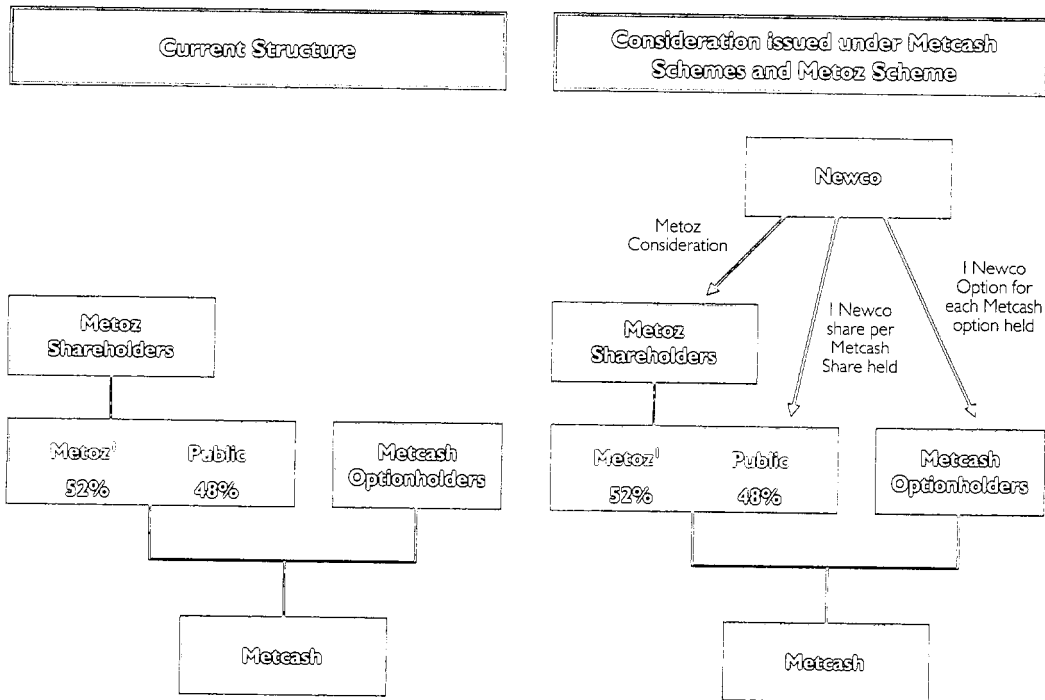 Current Structure
Metoz
Shareholders
Metoz¹ Public
52% 48%
Metcash
Optionholders
Metcash
Consideration issued under Metcash
Schemes and Metoz Scheme
Newco
Metoz
Consideration
1 Newco
share per
Metcash
Share held
1 Newco
Option for
each Metcash
option held
Metoz
Shareholders
Metoz¹ Public
52% 48%
Metcash
Optionholders
Metcash